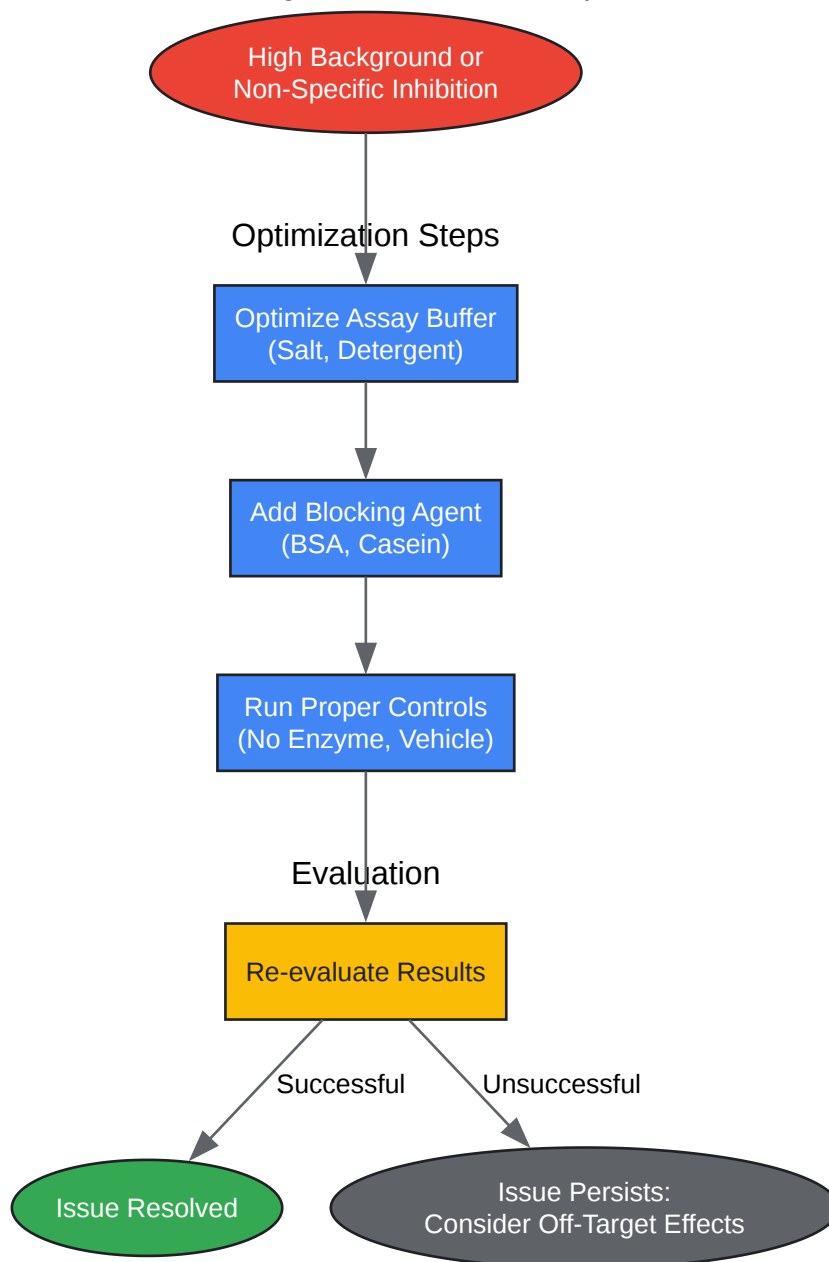 High Background or
Non-Specific Inhibition
Optimization Steps
Optimize Assay Buffer
(Salt, Detergent)
Add Blocking Agent
(BSA, Casein)
Run Proper Controls
(No Enzyme, Vehicle)
Evaluation
Re-evaluate Results
Successful
Unsuccessful
Issue Resolved
Issue Persists:
Consider Off-Target Effects